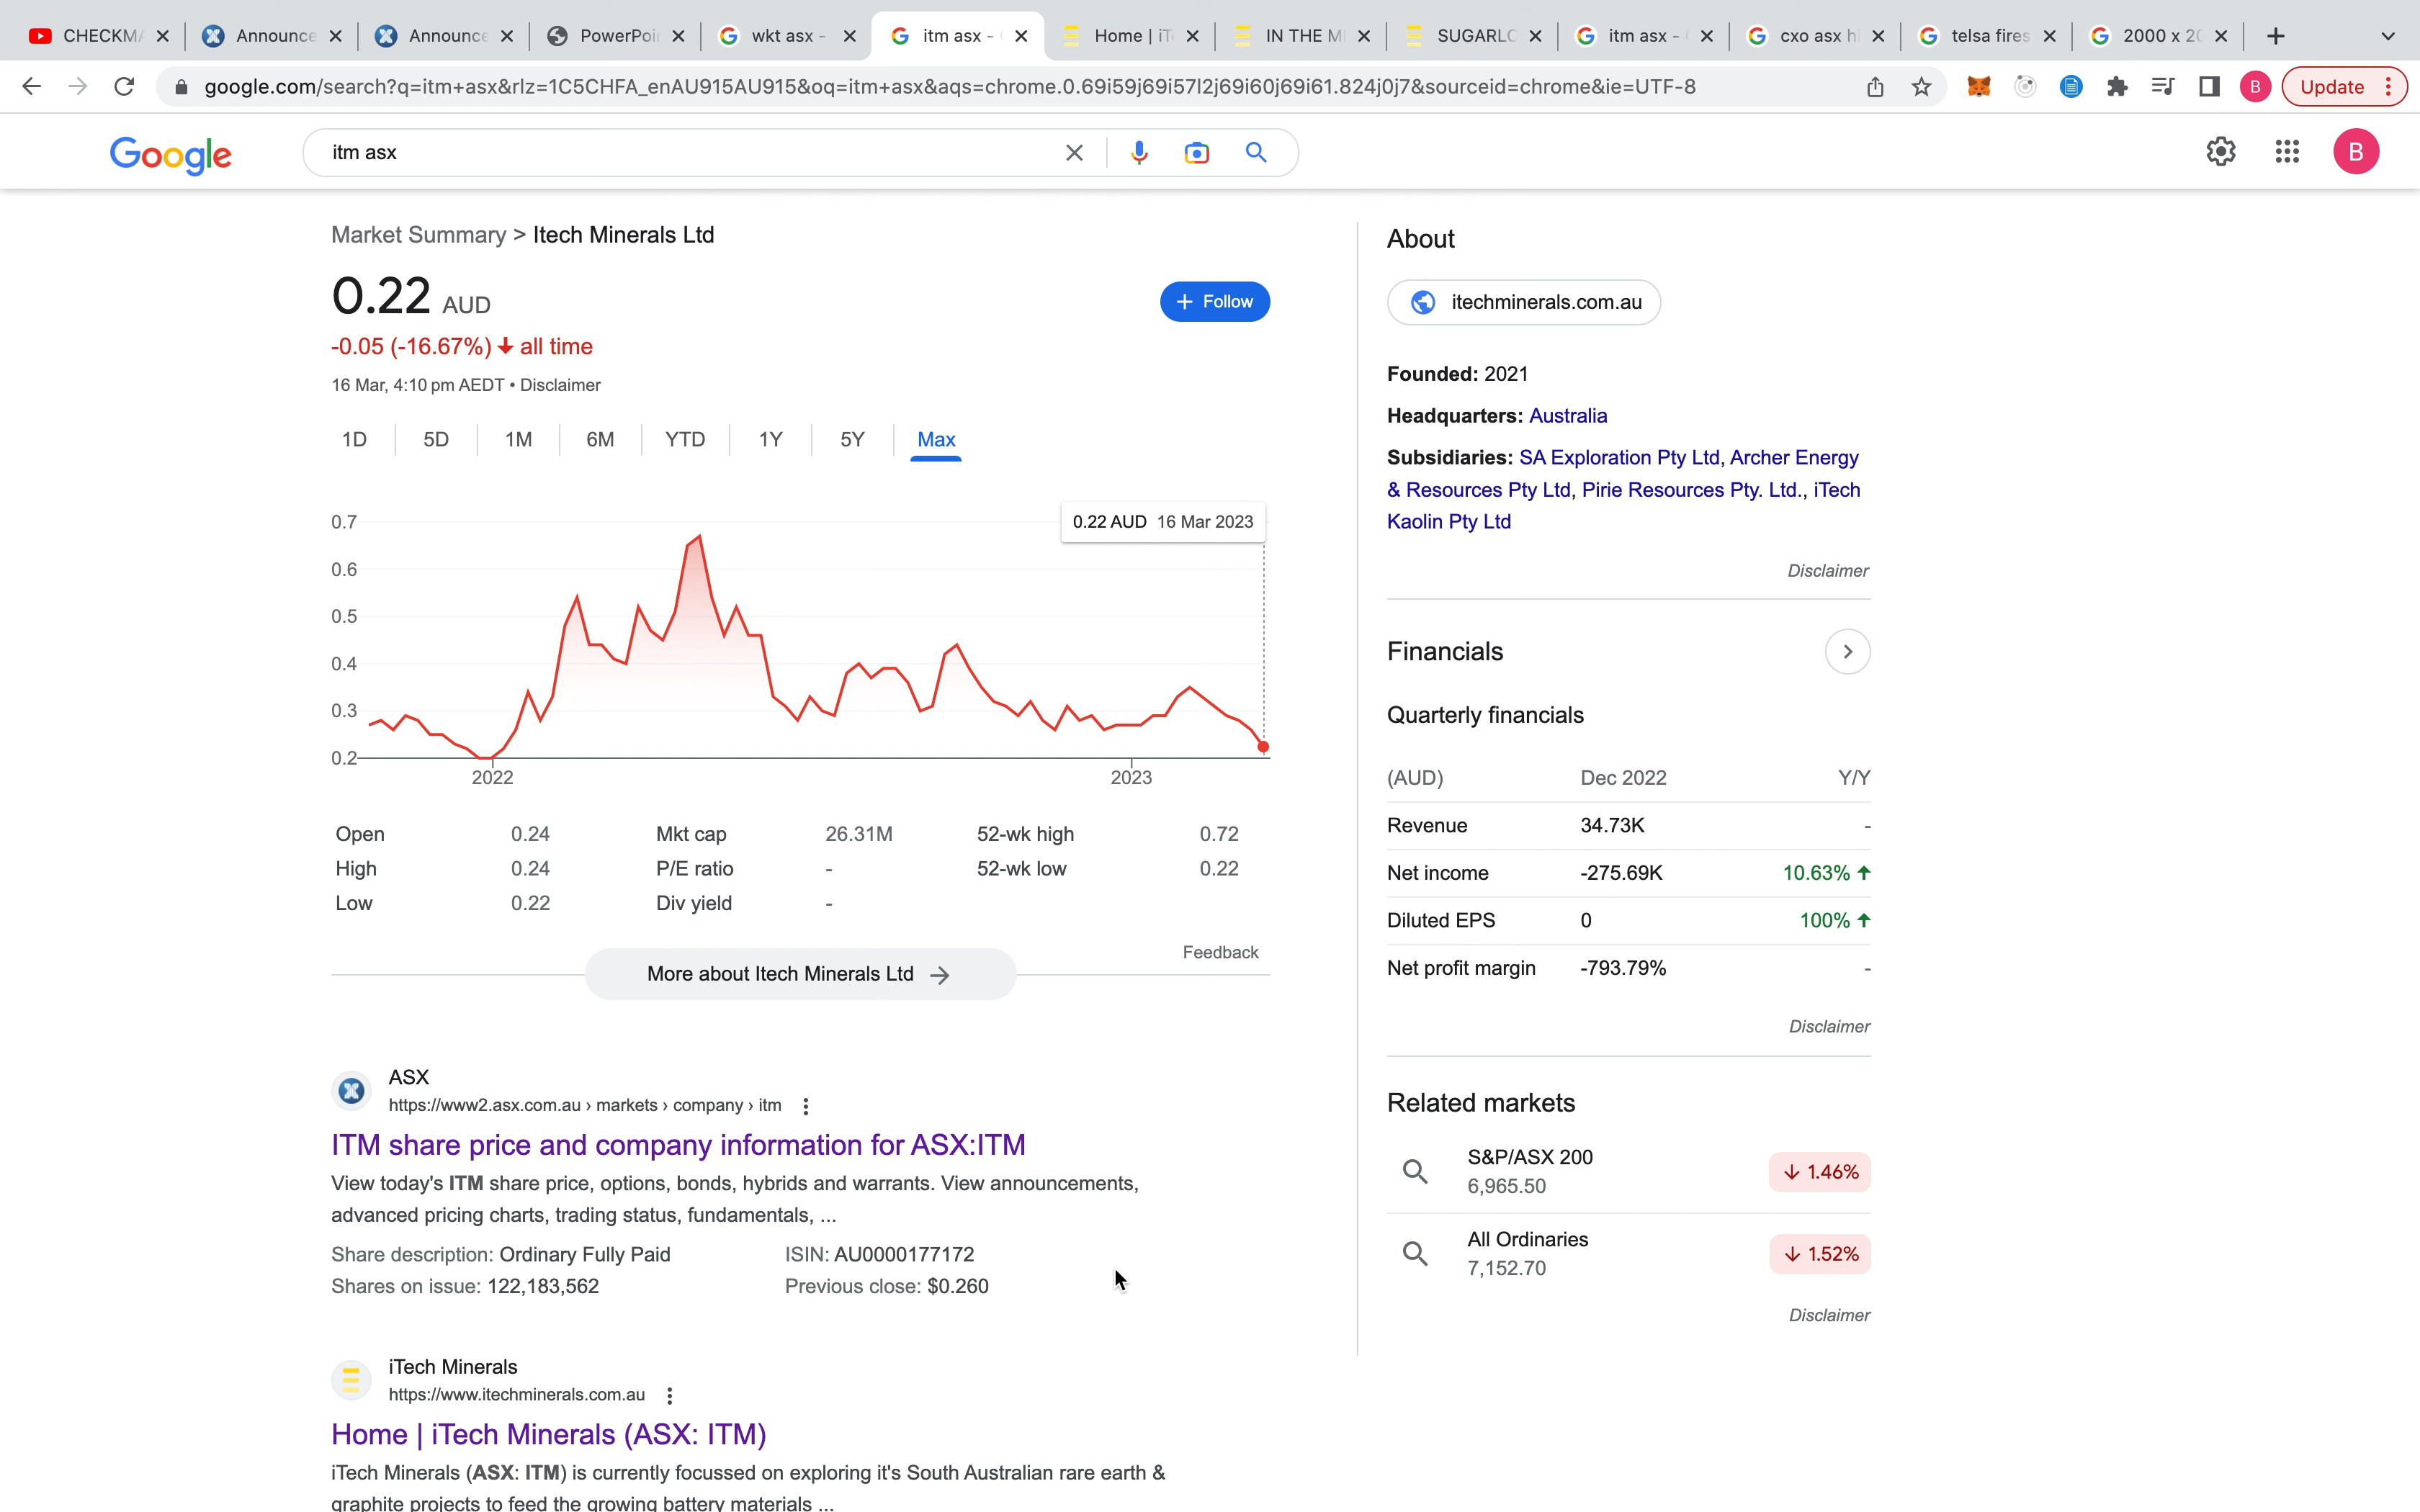 CHECKMA
Announce
Announce
PowerPoi
wkt asx -
itm asx -
Home | iT
IN THE M
SUGARLO
itm asx -
cxo asx hi
telsa fires
2000 x 20
google.com/search?q=itm+asx&rlz=1C5CHFA_enAU915AU915&oq=itm+asx&aqs=chrome.0.69i59j69i57l2j69i60j69i61.824j0j7&sourceid=chrome&ie=UTF-8
B
Update
Google
itm asx
B
Market Summary > Itech Minerals Ltd
0.22 AUD
+ Follow
-0.05 (-16.67%) ↓ all time
16 Mar, 4:10 pm AEDT • Disclaimer
1D 5D 1M 6M YTD 1Y 5Y Max
0.22 AUD 16 Mar 2023
0.7
0.6
0.5
0.4
0.3
0.2
2022 2023
Open 0.24 Mkt cap 26.31M 52-wk high 0.72
High 0.24 P/E ratio - 52-wk low 0.22
Low 0.22 Div yield -
Feedback
More about Itech Minerals Ltd →
ASX
https://www2.asx.com.au › markets › company › itm
ITM share price and company information for ASX:ITM
View today's ITM share price, options, bonds, hybrids and warrants. View announcements,
advanced pricing charts, trading status, fundamentals, ...
Share description: Ordinary Fully Paid ISIN: AU0000177172
Shares on issue: 122,183,562 Previous close: $0.260
iTech Minerals
https://www.itechminerals.com.au
Home | iTech Minerals (ASX: ITM)
iTech Minerals (ASX: ITM) is currently focussed on exploring it's South Australian rare earth &
graphite projects to feed the growing battery materials ...
About
itechminerals.com.au
Founded: 2021
Headquarters: Australia
Subsidiaries: SA Exploration Pty Ltd, Archer Energy
& Resources Pty Ltd, Pirie Resources Pty. Ltd., iTech
Kaolin Pty Ltd
Disclaimer
Financials
Quarterly financials
(AUD) Dec 2022 Y/Y
Revenue 34.73K -
Net income -275.69K 10.63% ↑
Diluted EPS 0 100% ↑
Net profit margin -793.79% -
Disclaimer
Related markets
S&P/ASX 200
6,965.50
↓ 1.46%
All Ordinaries
7,152.70
↓ 1.52%
Disclaimer